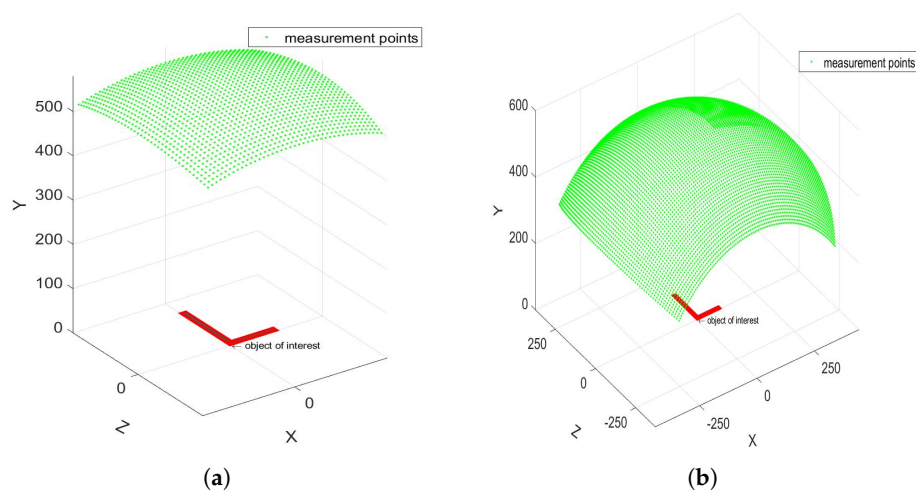 measurement points
500
400
300
200
100
0
Y
← object of interest
0
0
Z
X
(a)
measurement points
600
400
200
0
Y
← object of interest
250
0
-250
250
0
-250
Z
X
(b)